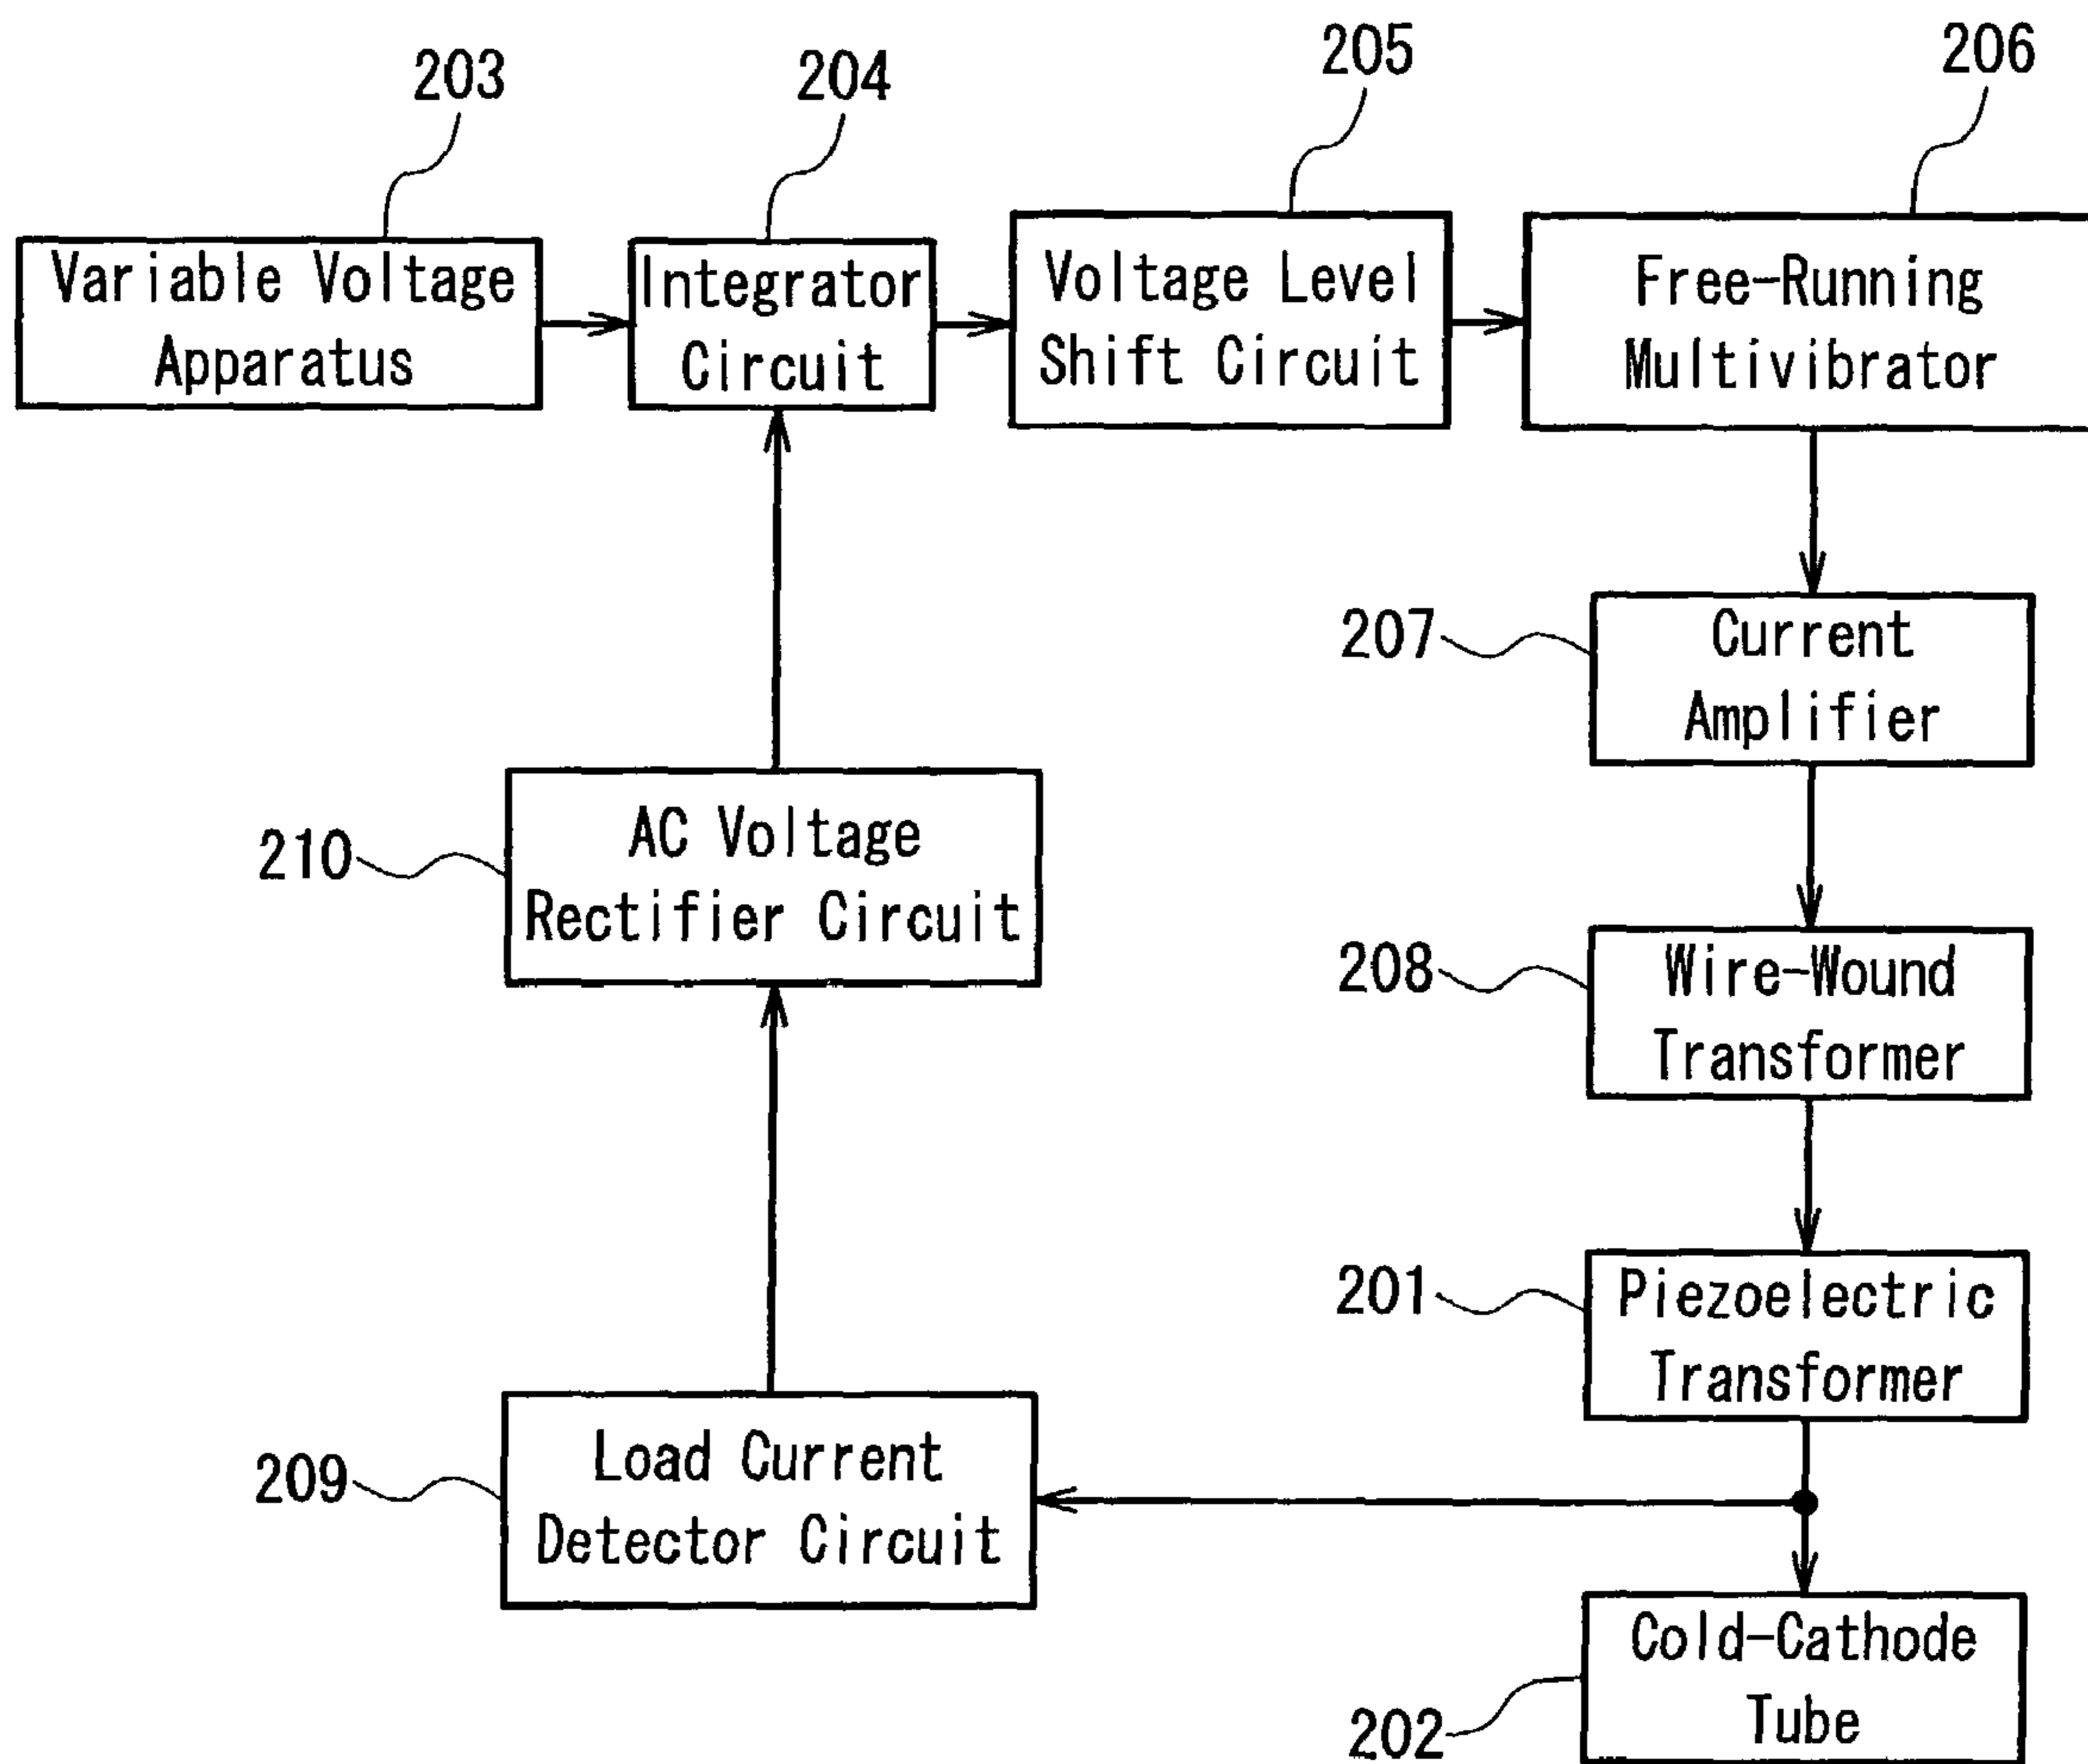 203
204
205
206
Variable Voltage
Apparatus
Integrator
Circuit
Voltage Level
Shift Circuit
Free-Running
Multivibrator
207
Current
Amplifier
210
AC Voltage
Rectifier Circuit
208
Wire-Wound
Transformer
201
Piezoelectric
Transformer
209
Load Current
Detector Circuit
202
Cold-Cathode
Tube